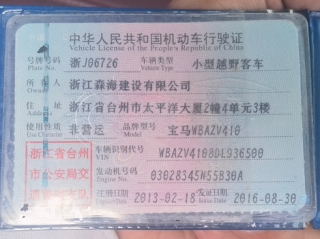 中华人民共和国机动车行驶证
Vehicle License of the People's Republic of China
号牌号码 浙J06726 车辆类型 小型越野客车
Plate No. Vehicle Type
所有人 浙江森海建设有限公司
Owner
住址 浙江省台州市太平洋大厦2幢4单元3楼
Address
使用性质 非营运 品牌型号 宝马WBAZV410
Use Character Model
浙江省台州 车辆识别代号 WBAZV4108DL936500
VIN
市公安局交 发动机号码 03028345N55B30A
Engine No.
注册日期 2013-02-18 发证日期 2016-08-30
Register Date Issue Date